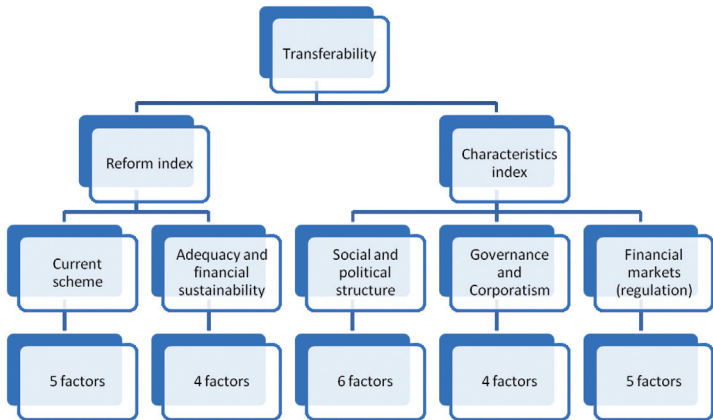 Transferability
Reform index
Characteristics
index
Current
scheme
Adequacy and
financial
sustainability
Social and
political
structure
Governance
and
Corporatism
Financial
markets
(regulation)
5 factors
4 factors
6 factors
4 factors
5 factors